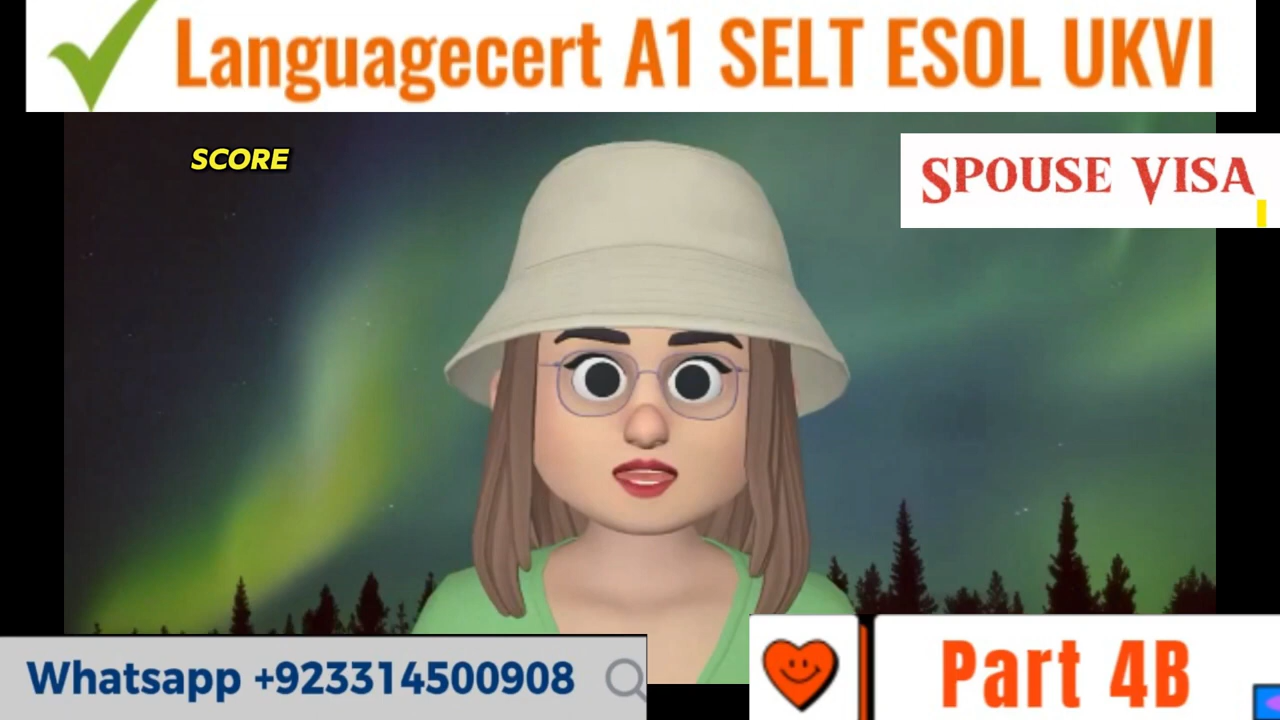 Languagecert A1 SELT ESOL UKVI
SCORE
SPOUSE VISA
Whatsapp +923314500908
Part 4B